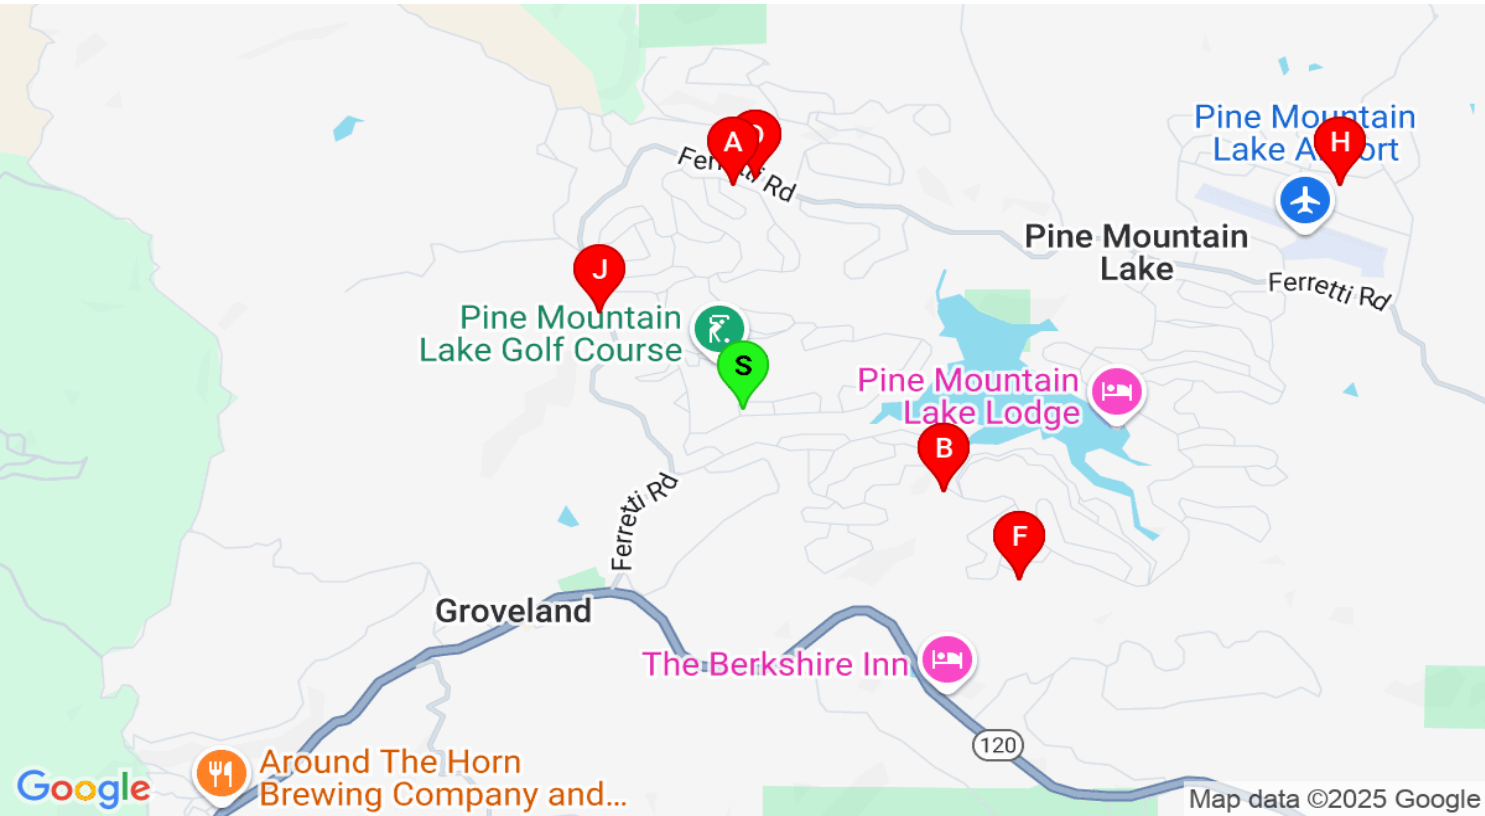 Pine Mountain
Lake Airport
A
H
Ferretti Rd
Pine Mountain
Lake
J
Ferretti Rd
Pine Mountain
Lake Golf Course
S
Pine Mountain
Lake Lodge
B
Ferretti Rd
F
Groveland
The Berkshire Inn
120
Around The Horn
Brewing Company and...
Google
Map data ©2025 Google